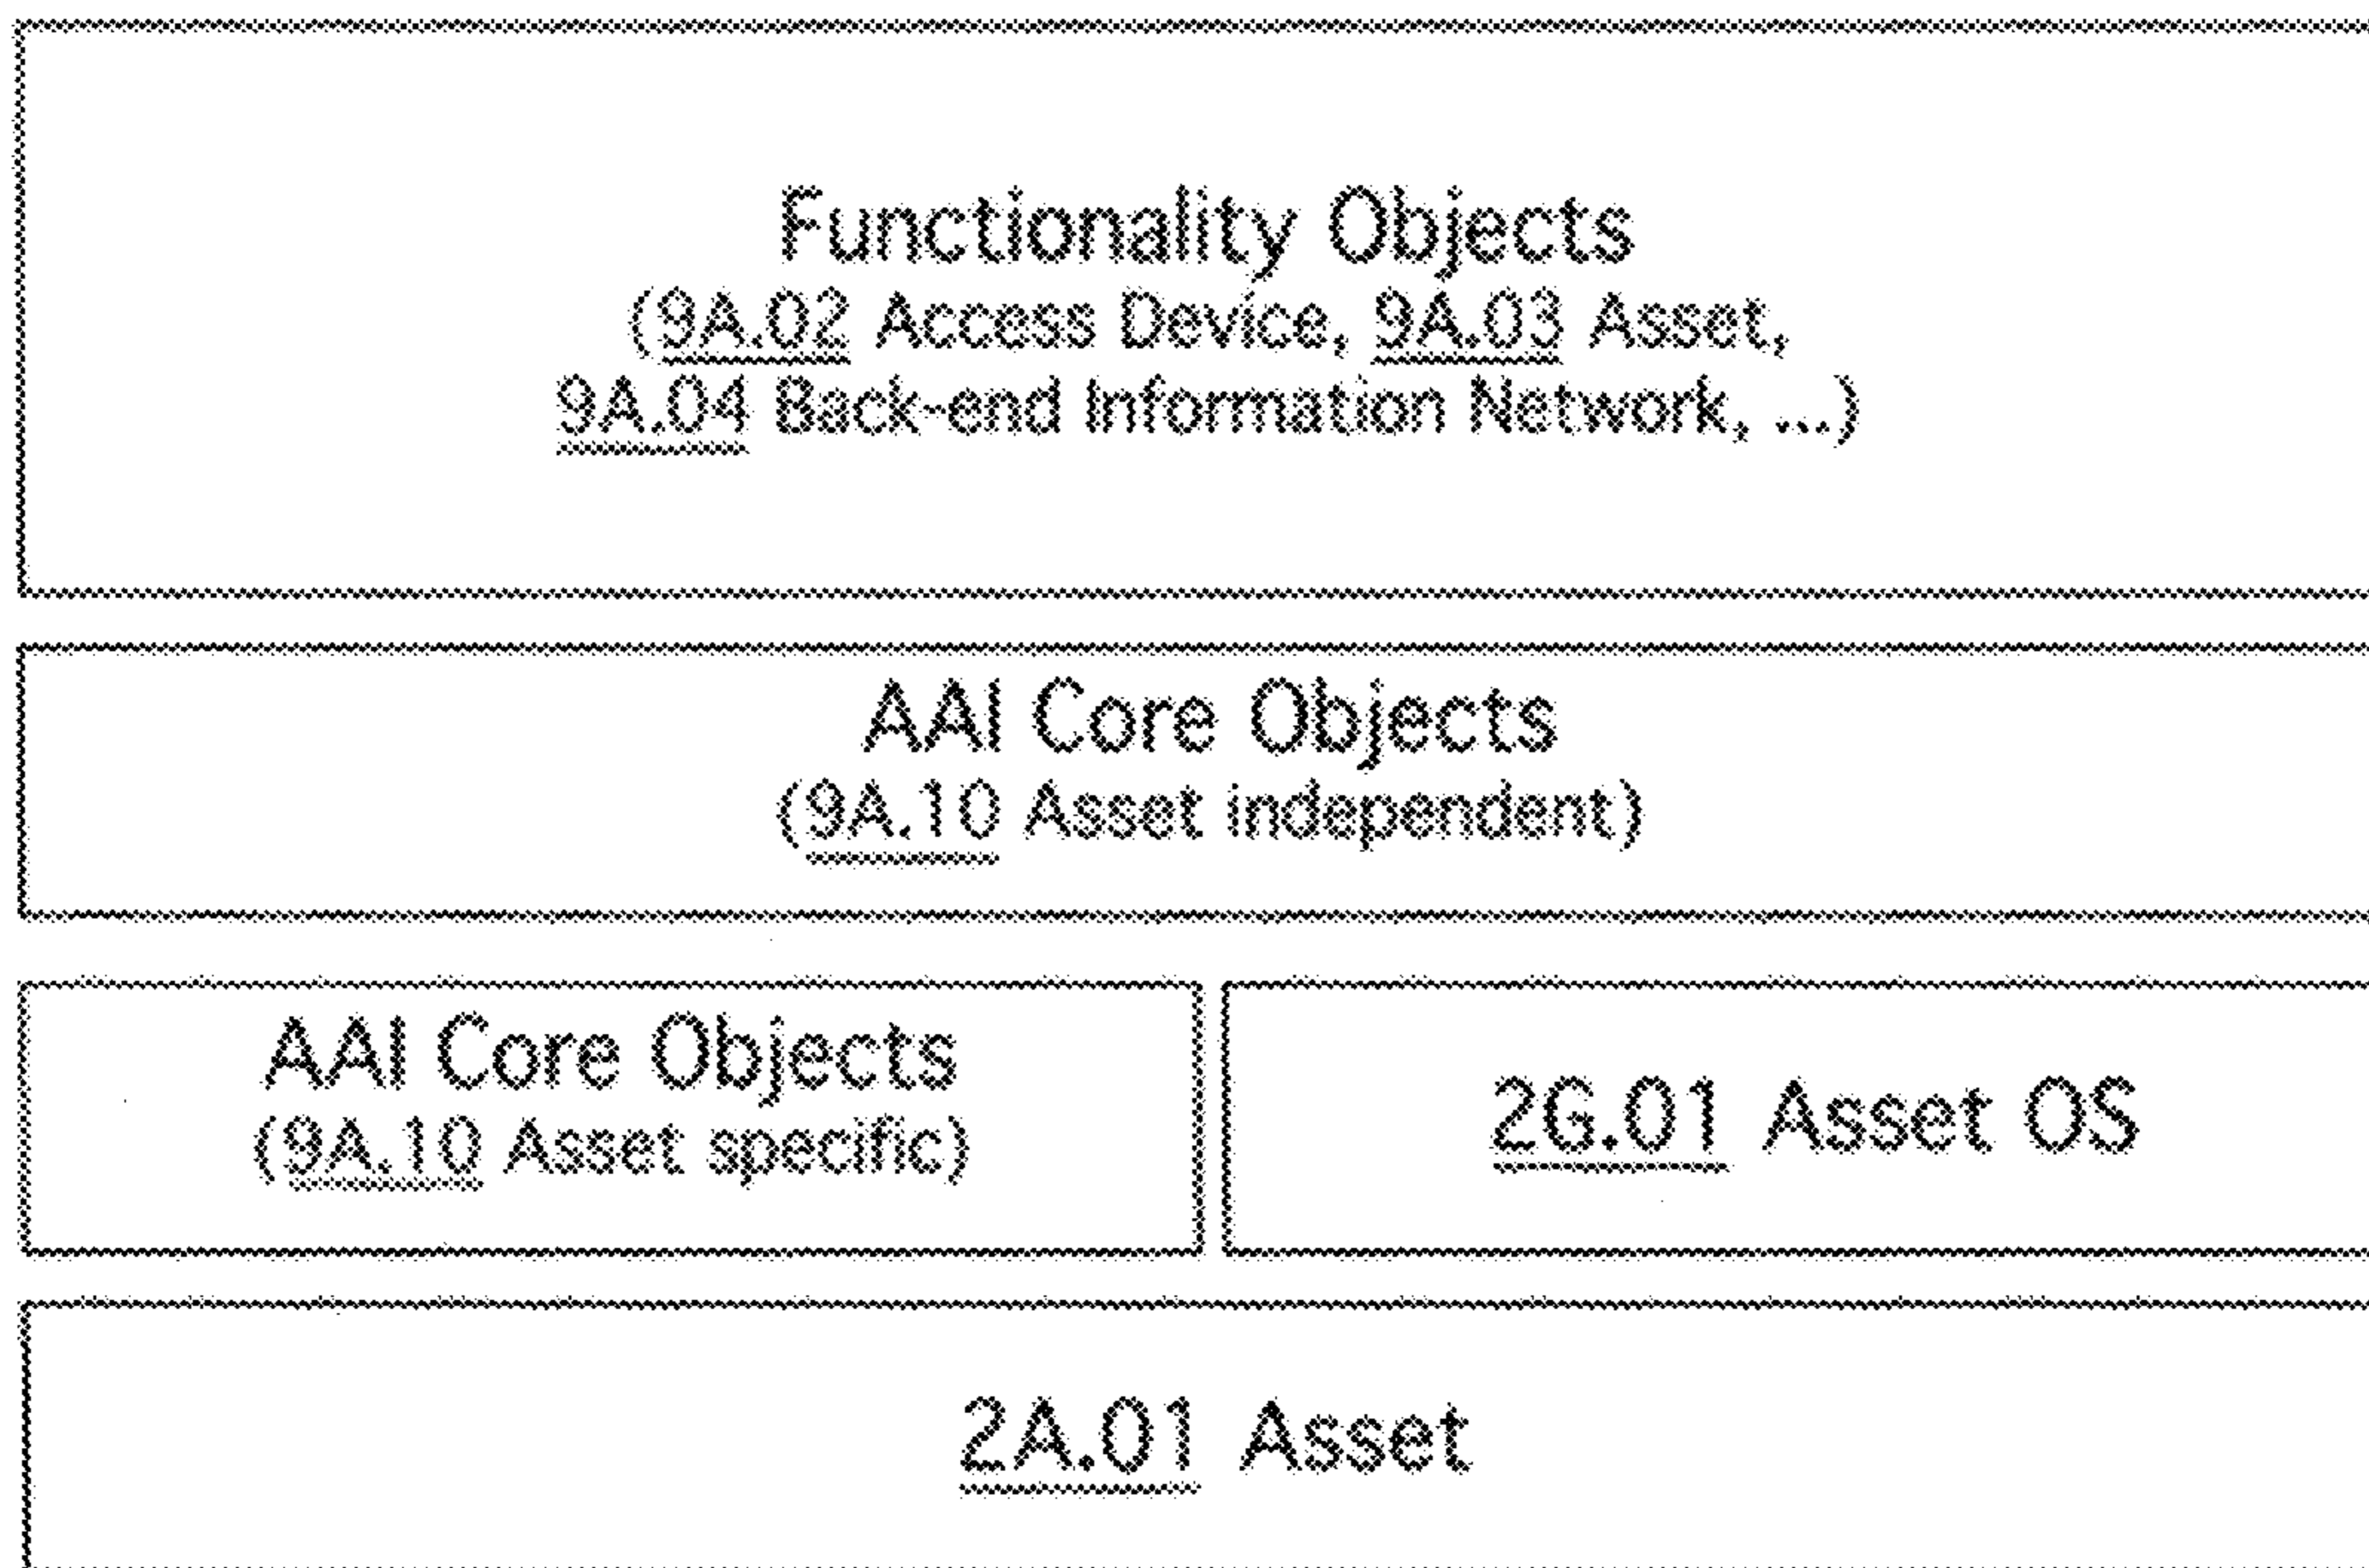 Functionality Objects
(9A.02 Access Device, 9A.03 Asset,
9A.04 Back-end Information Network, ...)
AAI Core Objects
(9A.10 Asset independent)
AAI Core Objects
(9A.10 Asset specific)
2G.01 Asset OS
2A.01 Asset